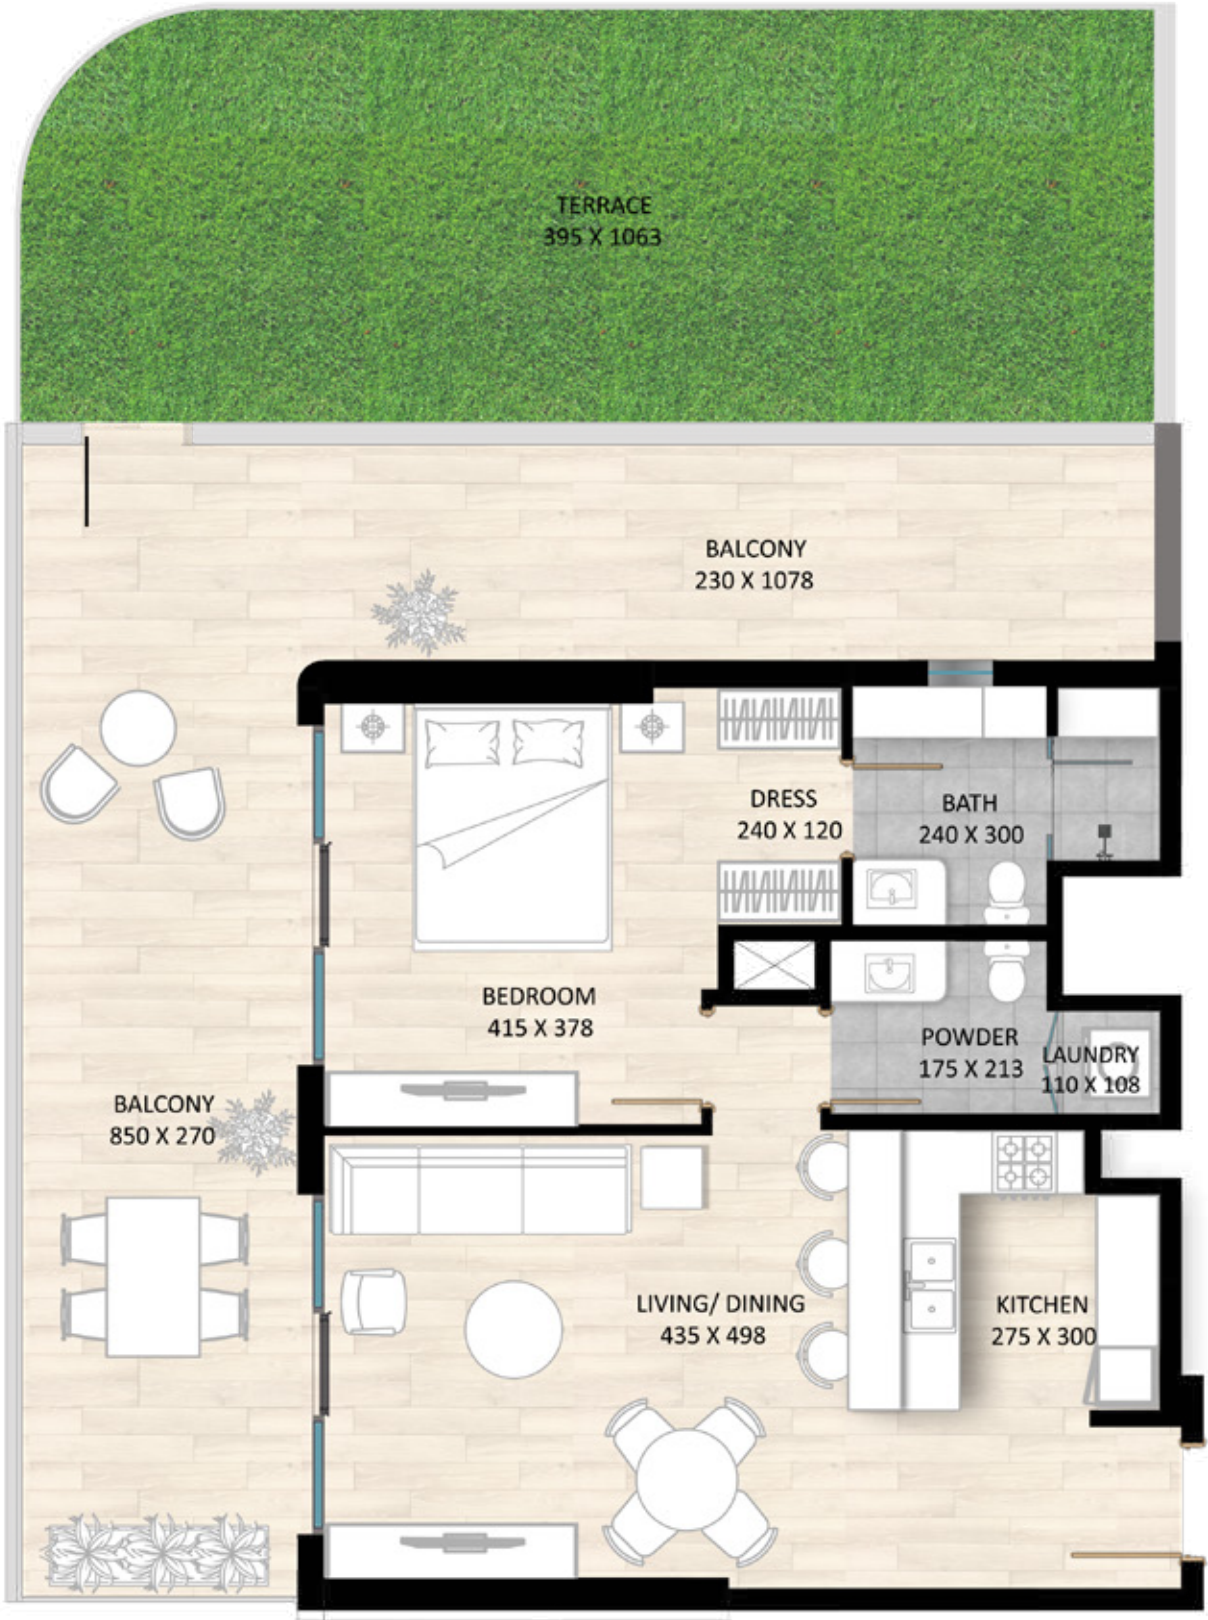 TERRACE
395 X 1063
BALCONY
230 X 1078
DRESS
240 X 120
BATH
240 X 300
BEDROOM
415 X 378
POWDER
175 X 213
LAUNDRY
110 X 108
BALCONY
850 X 270
LIVING/ DINING
435 X 498
KITCHEN
275 X 300